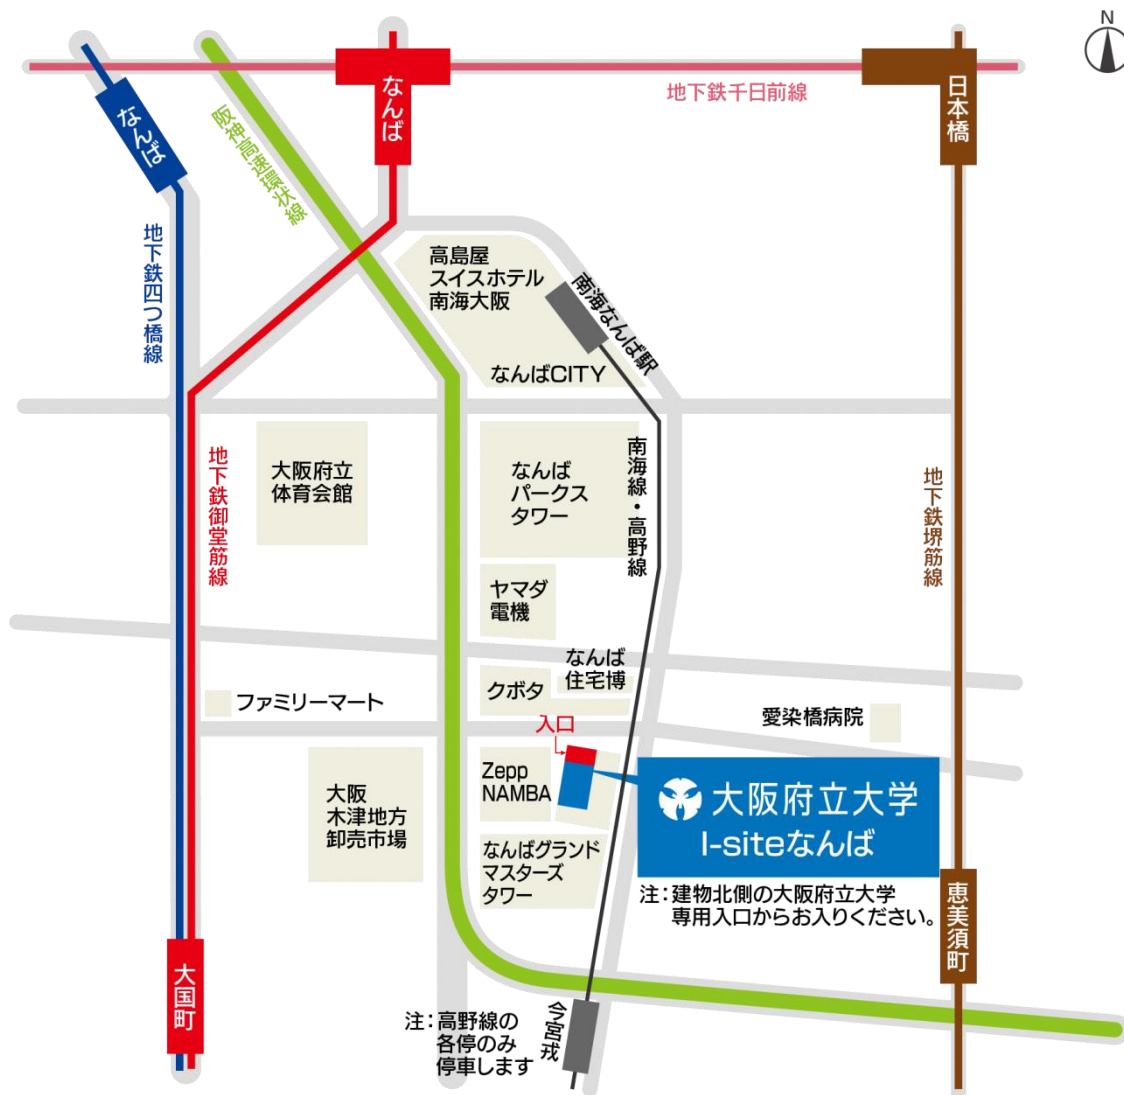 N
なんば
なんば
日本橋
地下鉄千日前線
阪神高速環状線
地下鉄四つ橋線
高島屋
スイスホテル
南海大阪
南海なんば駅
なんばCITY
大阪府立
体育会館
なんば
パークス
タワー
南海線・高野線
地下鉄御堂筋線
地下鉄堺筋線
ヤマダ
電機
なんば
住宅博
クボタ
ファミリーマート
愛染橋病院
入口
Zepp
NAMBA
大阪
木津地方
卸売市場
大阪府立大学
I-siteなんば
なんばグランド
マスターズ
タワー
注:建物北側の大阪府立大学
専用入口からお入りください。
恵美須町
大国町
今宮戎
注:高野線の
各停のみ
停車します